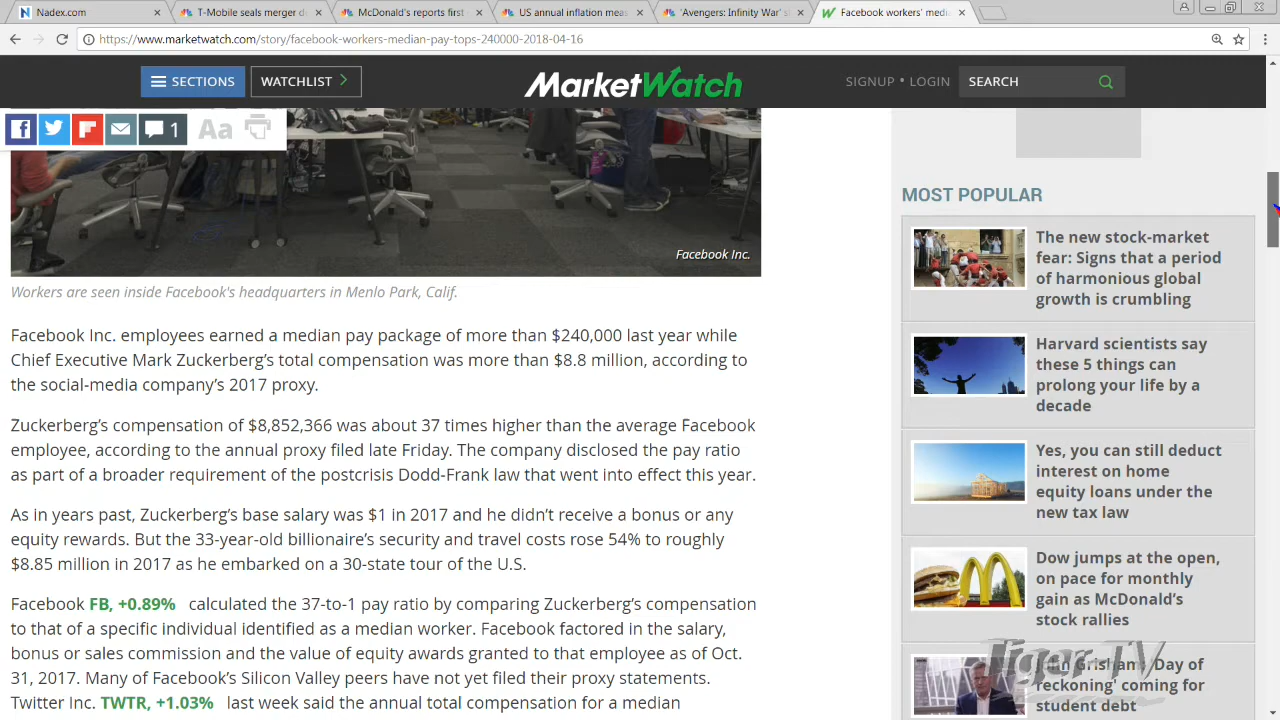 Nadex.com
T-Mobile seals merger d
McDonald's reports first
US annual inflation mea
'Avengers: Infinity War' s
Facebook workers' medi
https://www.marketwatch.com/story/facebook-workers-median-pay-tops-240000-2018-04-16
SECTIONS
WATCHLIST
MarketWatch
SIGNUP • LOGIN
SEARCH
1
Aa
Facebook Inc.
Workers are seen inside Facebook's headquarters in Menlo Park, Calif.
Facebook Inc. employees earned a median pay package of more than $240,000 last year while
Chief Executive Mark Zuckerberg's total compensation was more than $8.8 million, according to
the social-media company's 2017 proxy.
Zuckerberg's compensation of $8,852,366 was about 37 times higher than the average Facebook
employee, according to the annual proxy filed late Friday. The company disclosed the pay ratio
as part of a broader requirement of the postcrisis Dodd-Frank law that went into effect this year.
As in years past, Zuckerberg's base salary was $1 in 2017 and he didn't receive a bonus or any
equity rewards. But the 33-year-old billionaire's security and travel costs rose 54% to roughly
$8.85 million in 2017 as he embarked on a 30-state tour of the U.S.
Facebook FB, +0.89% calculated the 37-to-1 pay ratio by comparing Zuckerberg's compensation
to that of a specific individual identified as a median worker. Facebook factored in the salary,
bonus or sales commission and the value of equity awards granted to that employee as of Oct.
31, 2017. Many of Facebook's Silicon Valley peers have not yet filed their proxy statements.
Twitter Inc. TWTR, +1.03% last week said the annual total compensation for a median
MOST POPULAR
The new stock-market
fear: Signs that a period
of harmonious global
growth is crumbling
Harvard scientists say
these 5 things can
prolong your life by a
decade
Yes, you can still deduct
interest on home
equity loans under the
new tax law
Dow jumps at the open,
on pace for monthly
gain as McDonald's
stock rallies
John Grisham: 'Day of
reckoning' coming for
student debt
Tiger TV